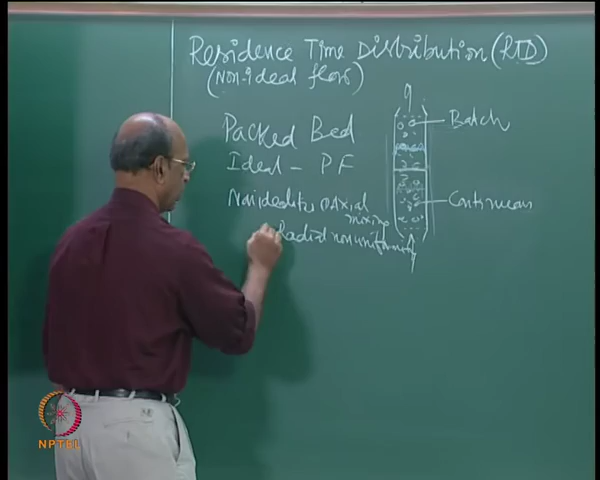 Residence Time Distribution (RTD)
(Non-ideal flow)
Packed Bed
Ideal - PF
Nonidealities ① Axial
mixing
Radial nonuniformity
Batch
Continuous
NPTEL